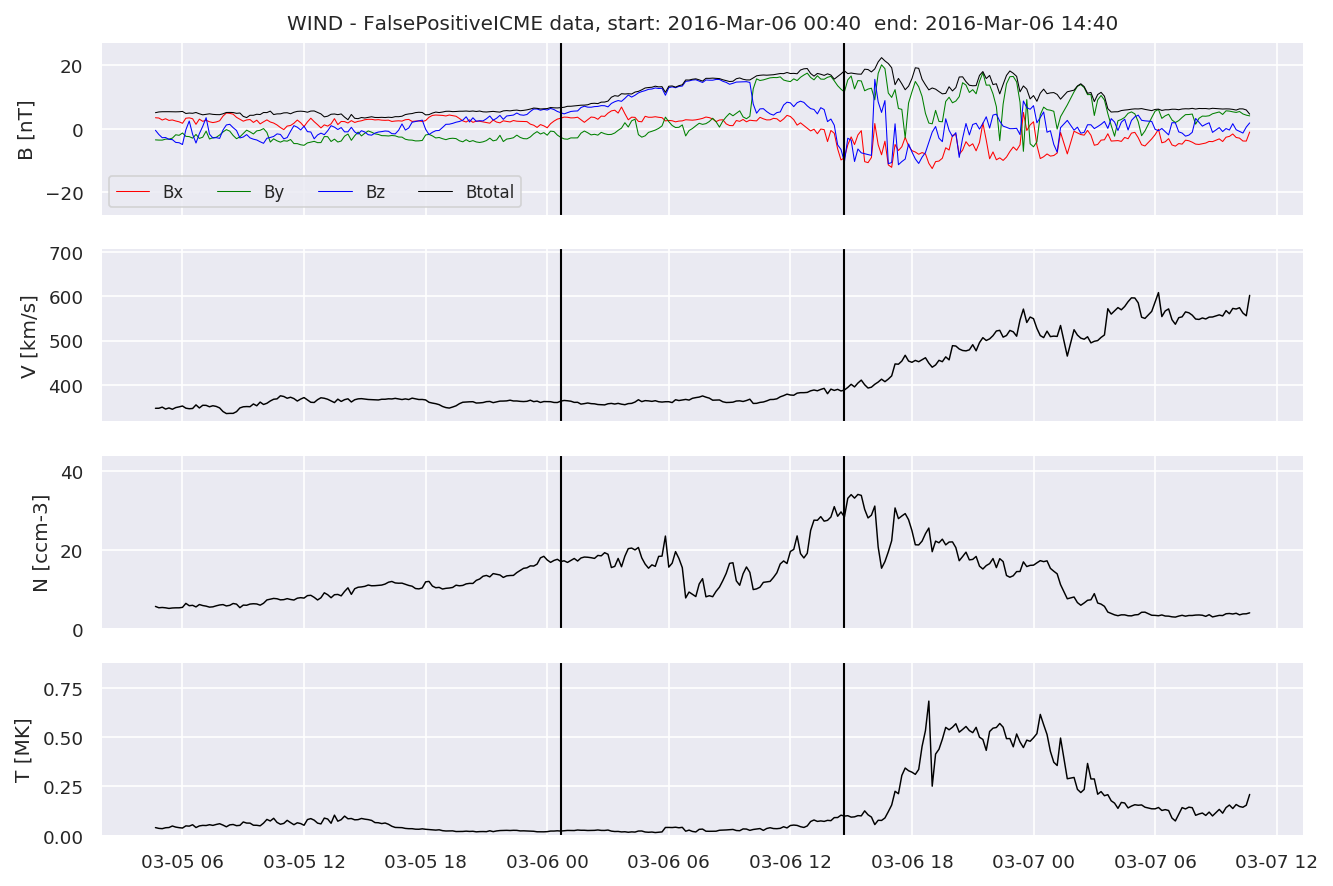 WIND - FalsePositiveICME data, start: 2016-Mar-06 00:40  end: 2016-Mar-06 14:40
B [nT]
20
0
−20
Bx By Bz Btotal
V [km/s]
700
600
500
400
N [ccm-3]
40
20
0
T [MK]
0.75
0.50
0.25
0.00
03-05 06 03-05 12 03-05 18 03-06 00 03-06 06 03-06 12 03-06 18 03-07 00 03-07 06 03-07 12